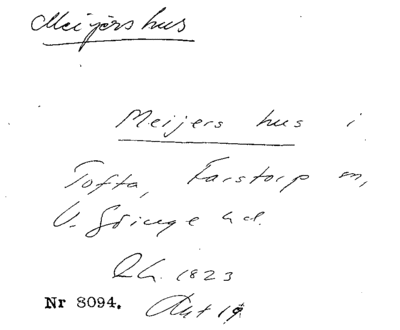 Meijers hus
Meijers hus i
Tofta, Farstorp sn,
V. Göinge hd.
1823
Nr 8094.